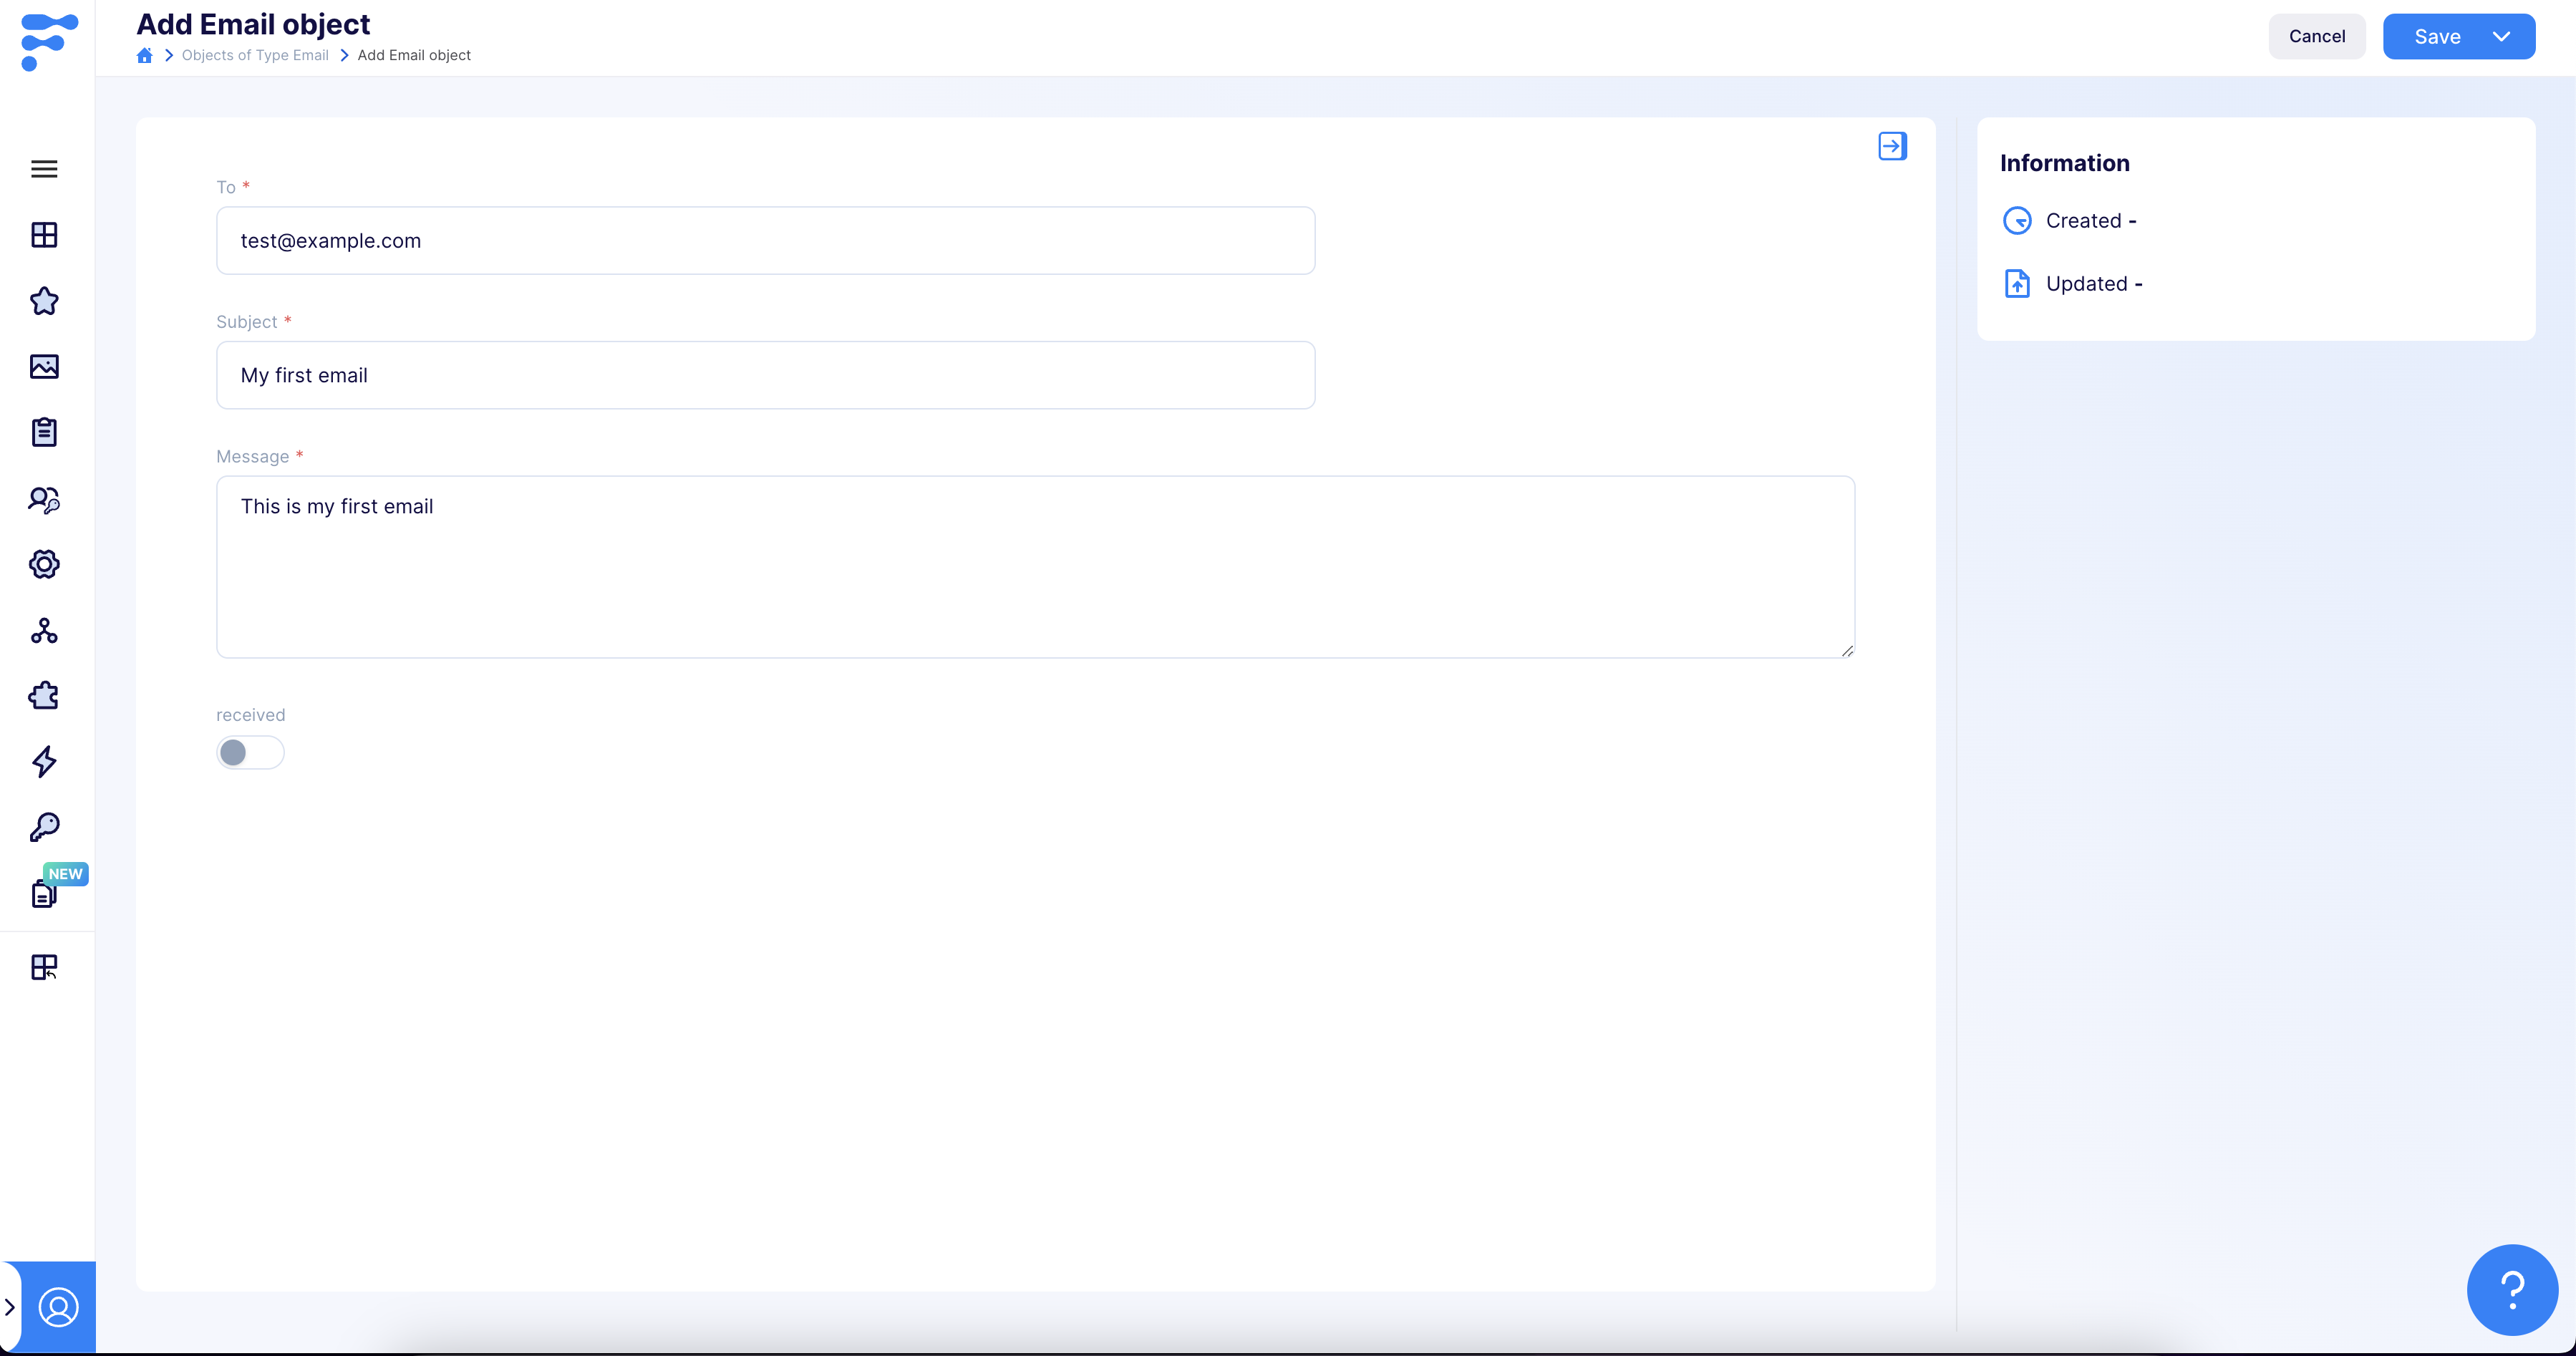 Add Email object
Objects of Type Email
Add Email object
Cancel
Save
To *
test@example.com
Subject *
My first email
Message *
This is my first email
received
Information
Created -
Updated -
NEW